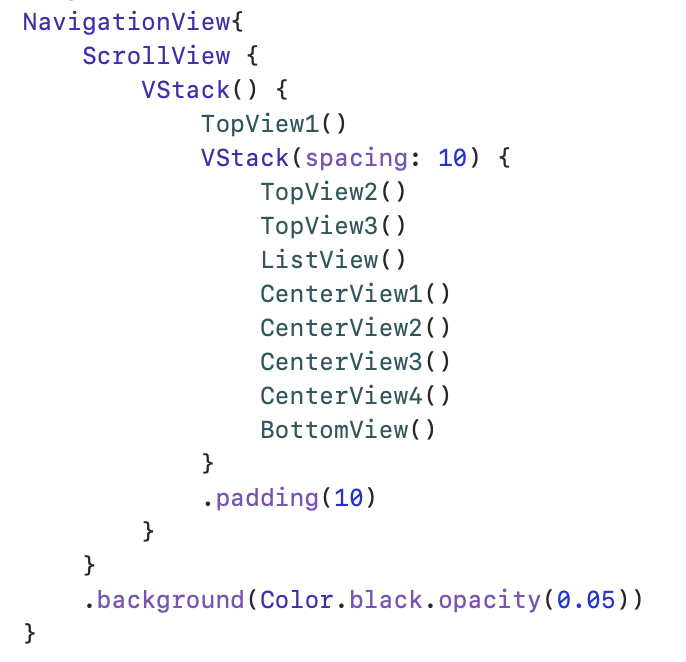 NavigationView{
    ScrollView {
        VStack() {
            TopView1()
            VStack(spacing: 10) {
                TopView2()
                TopView3()
                ListView()
                CenterView1()
                CenterView2()
                CenterView3()
                CenterView4()
                BottomView()
            }
            .padding(10)
        }
    }
    .background(Color.black.opacity(0.05))
}